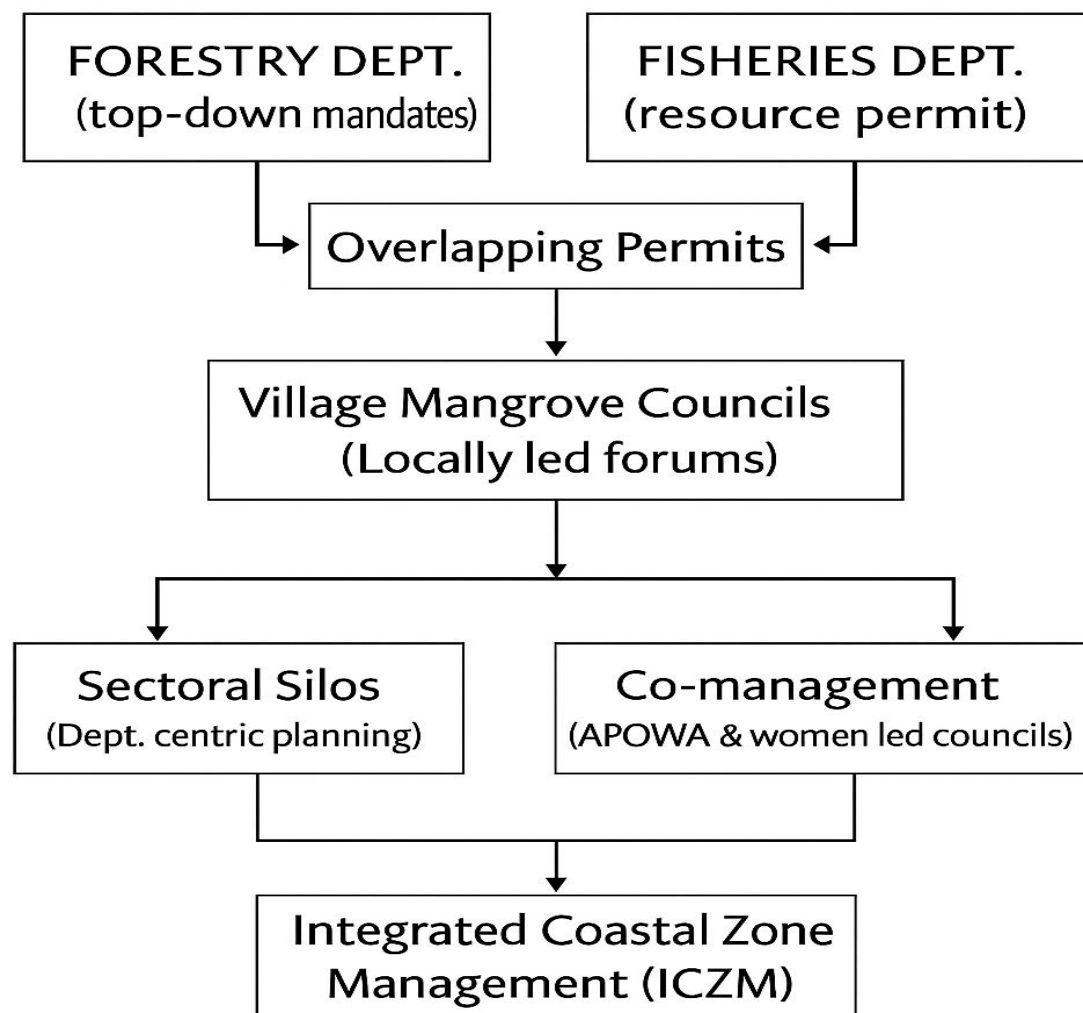 FORESTRY DEPT.
(top-down mandates)
FISHERIES DEPT.
(resource permit)
Overlapping Permits
Village Mangrove Councils
(Locally led forums)
Sectoral Silos
(Dept. centric planning)
Co-management
(APOWA & women led councils)
Integrated Coastal Zone
Management (ICZM)